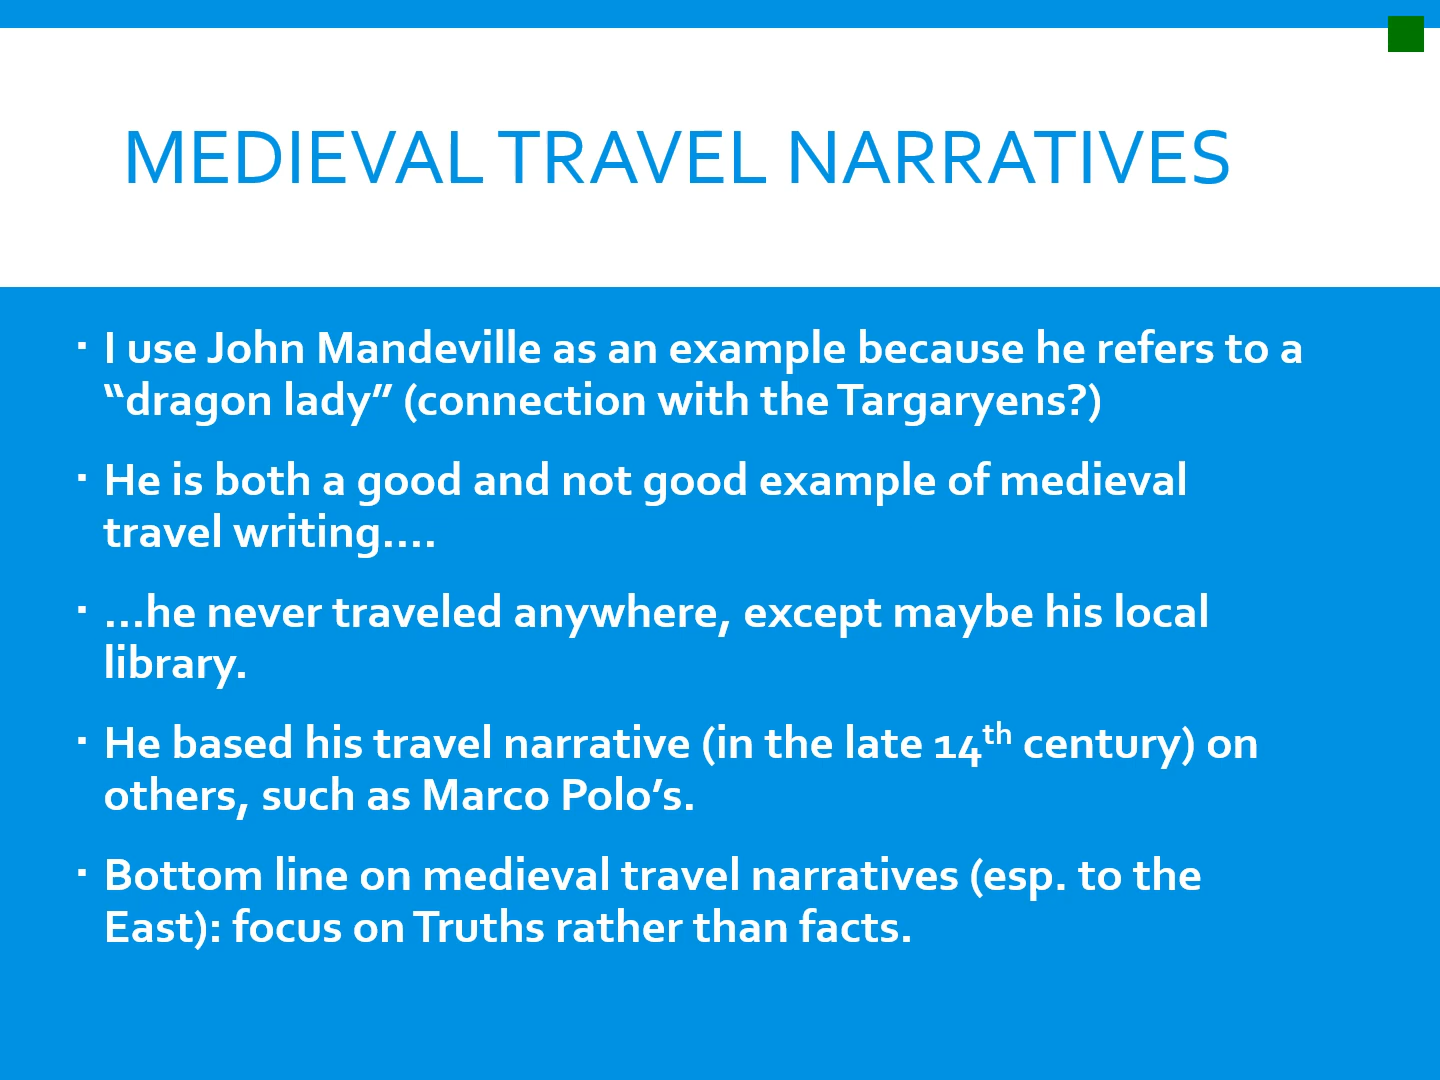 MEDIEVAL TRAVEL NARRATIVES
▪ I use John Mandeville as an example because he refers to a
“dragon lady” (connection with the Targaryens?)
▪ He is both a good and not good example of medieval
travel writing….
▪ …he never traveled anywhere, except maybe his local
library.
▪ He based his travel narrative (in the late 14th century) on
others, such as Marco Polo’s.
▪ Bottom line on medieval travel narratives (esp. to the
East): focus on Truths rather than facts.